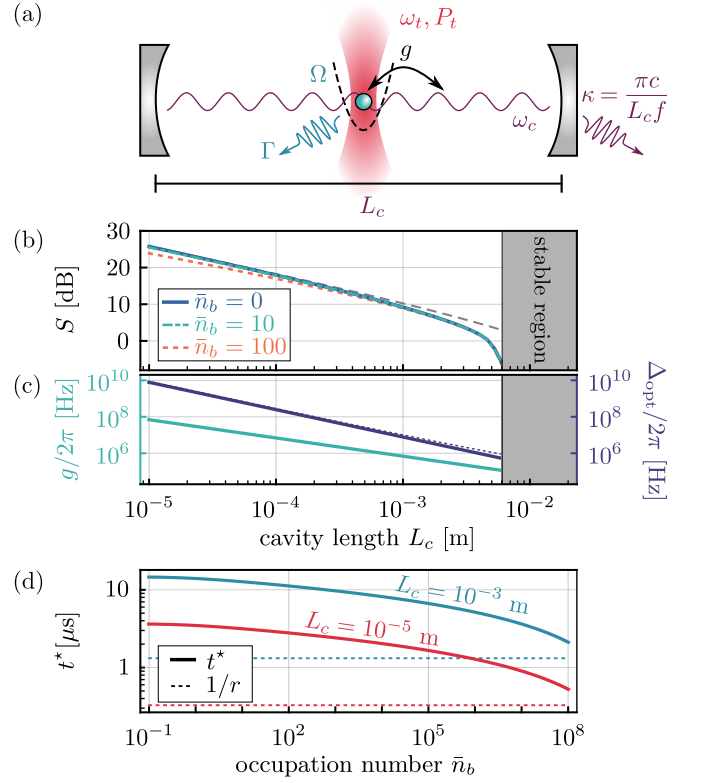 (a)
ω_t, P_t
Ω
g
κ = πc / L_c f
ω_c
Γ
L_c
(b)
30
20
10
0
S [dB]
n̄_b = 0
n̄_b = 10
n̄_b = 100
stable region
(c)
10^10
10^8
10^6
g/2π [Hz]
10^10
10^8
10^6
Δ_opt/2π [Hz]
10^-5
10^-4
10^-3
10^-2
cavity length L_c [m]
(d)
10
1
t* [μs]
L_c = 10^-3 m
L_c = 10^-5 m
t*
1/r
10^-1
10^2
10^5
10^8
occupation number n̄_b